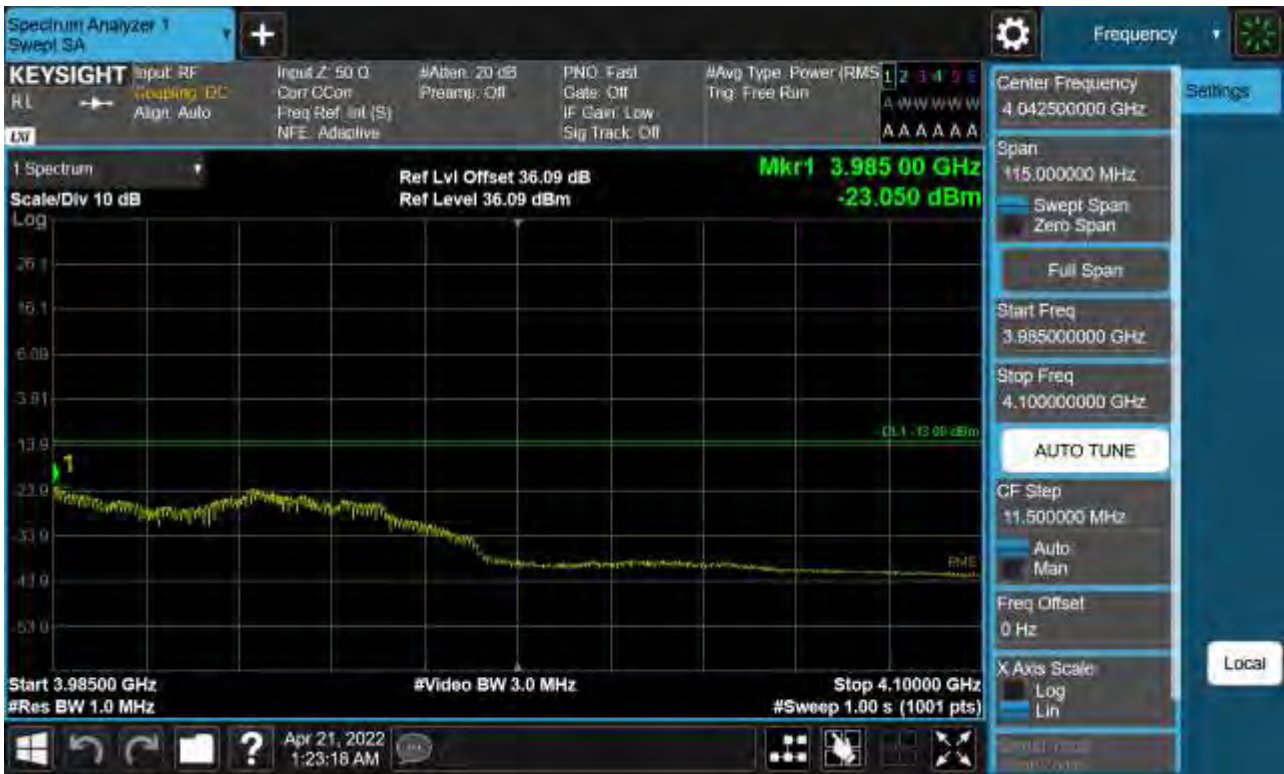 Spectrum Analyzer 1
Swept SA
Frequency
KEYSIGHT
RL
LXI
Input: RF
Coupling: DC
Align: Auto
Input Z: 50 Ω
Corr CCorr
Freq Ref: Int (S)
NFE: Adaptive
#Atten: 20 dB
Preamp: Off
PNO: Fast
Gate: Off
IF Gain: Low
Sig Track: Off
#Avg Type: Power (RMS
Trig: Free Run
1 2 3 4 5 6
A W W W W W
A A A A A A
1 Spectrum
Scale/Div 10 dB
Log
Ref Lvl Offset 36.09 dB
Ref Level 36.09 dBm
Mkr1 3.985 00 GHz
-23.050 dBm
26.1
16.1
6.09
-3.91
-13.9
-23.9
-33.9
-43.9
-53.9
DL1 -13.00 dBm
1
Start 3.98500 GHz
#Res BW 1.0 MHz
#Video BW 3.0 MHz
Stop 4.10000 GHz
#Sweep 1.00 s (1001 pts)
Center Frequency
4.042500000 GHz
Span
115.000000 MHz
Swept Span
Zero Span
Full Span
Start Freq
3.985000000 GHz
Stop Freq
4.100000000 GHz
AUTO TUNE
CF Step
11.500000 MHz
Auto
Man
Freq Offset
0 Hz
X Axis Scale
Log
Lin
Settings
Local
?
Apr 21, 2022
1:23:18 AM